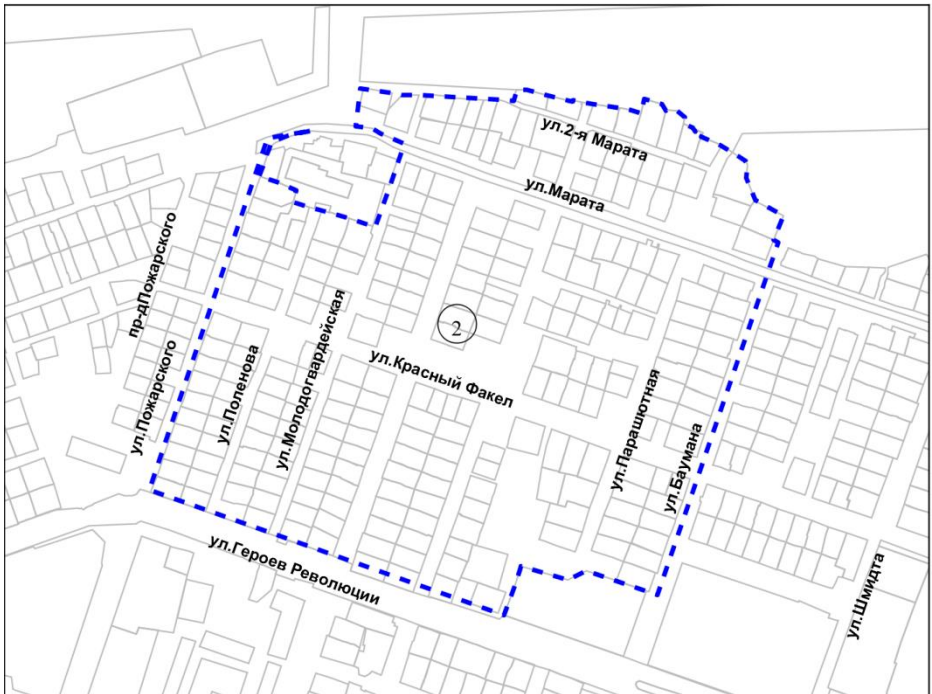 ул.2-я Марата
ул.Марата
пр-дПожарского
2
ул.Красный Факел
ул.Пожарского
ул.Поленова
ул.Молодогвардейская
ул.Парашютная
ул.Баумана
ул.Героев Революции
ул.Шмидта